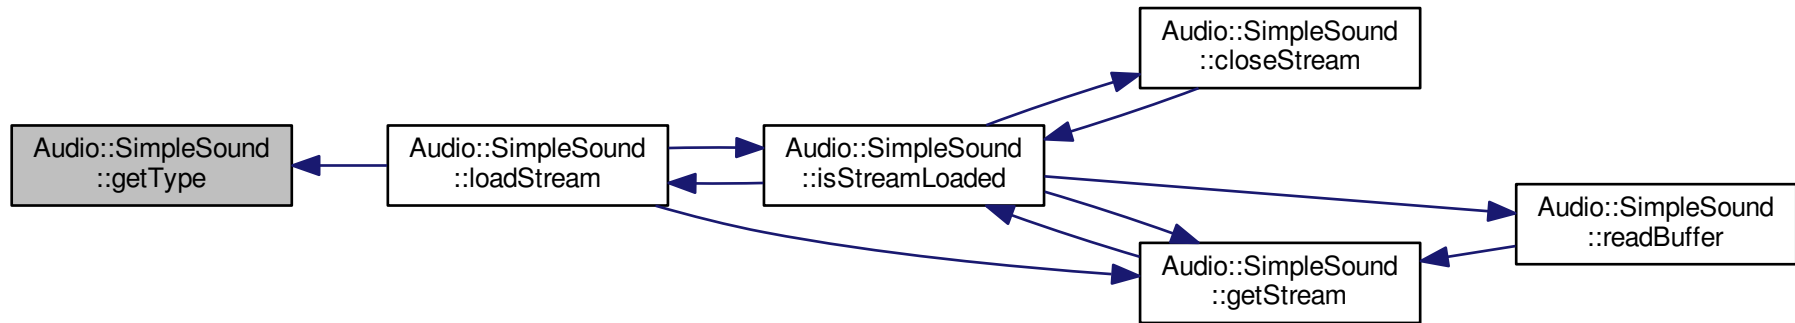 Audio::SimpleSound
::getType
Audio::SimpleSound
::loadStream
Audio::SimpleSound
::isStreamLoaded
Audio::SimpleSound
::closeStream
Audio::SimpleSound
::getStream
Audio::SimpleSound
::readBuffer